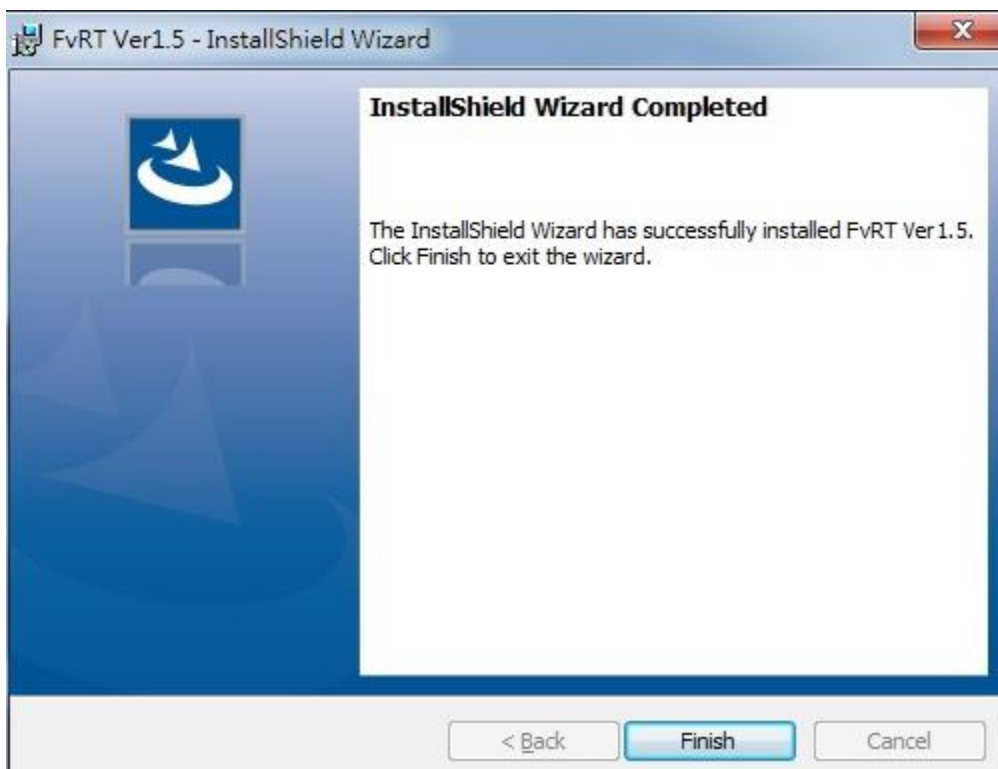 FvRT Ver1.5 - InstallShield Wizard
InstallShield Wizard Completed
The InstallShield Wizard has successfully installed FvRT Ver1.5.
Click Finish to exit the wizard.
< Back
Finish
Cancel